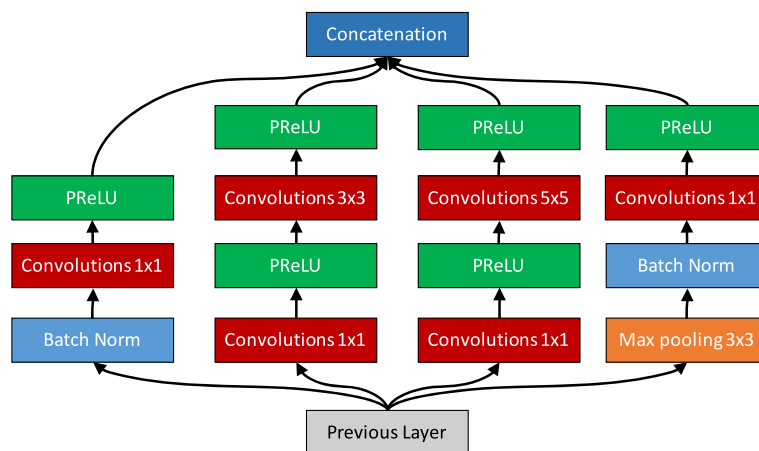 Concatenation
PReLU
PReLU
PReLU
PReLU
Convolutions 3x3
Convolutions 5x5
Convolutions 1x1
Convolutions 1x1
PReLU
PReLU
Batch Norm
Batch Norm
Convolutions 1x1
Convolutions 1x1
Max pooling 3x3
Previous Layer